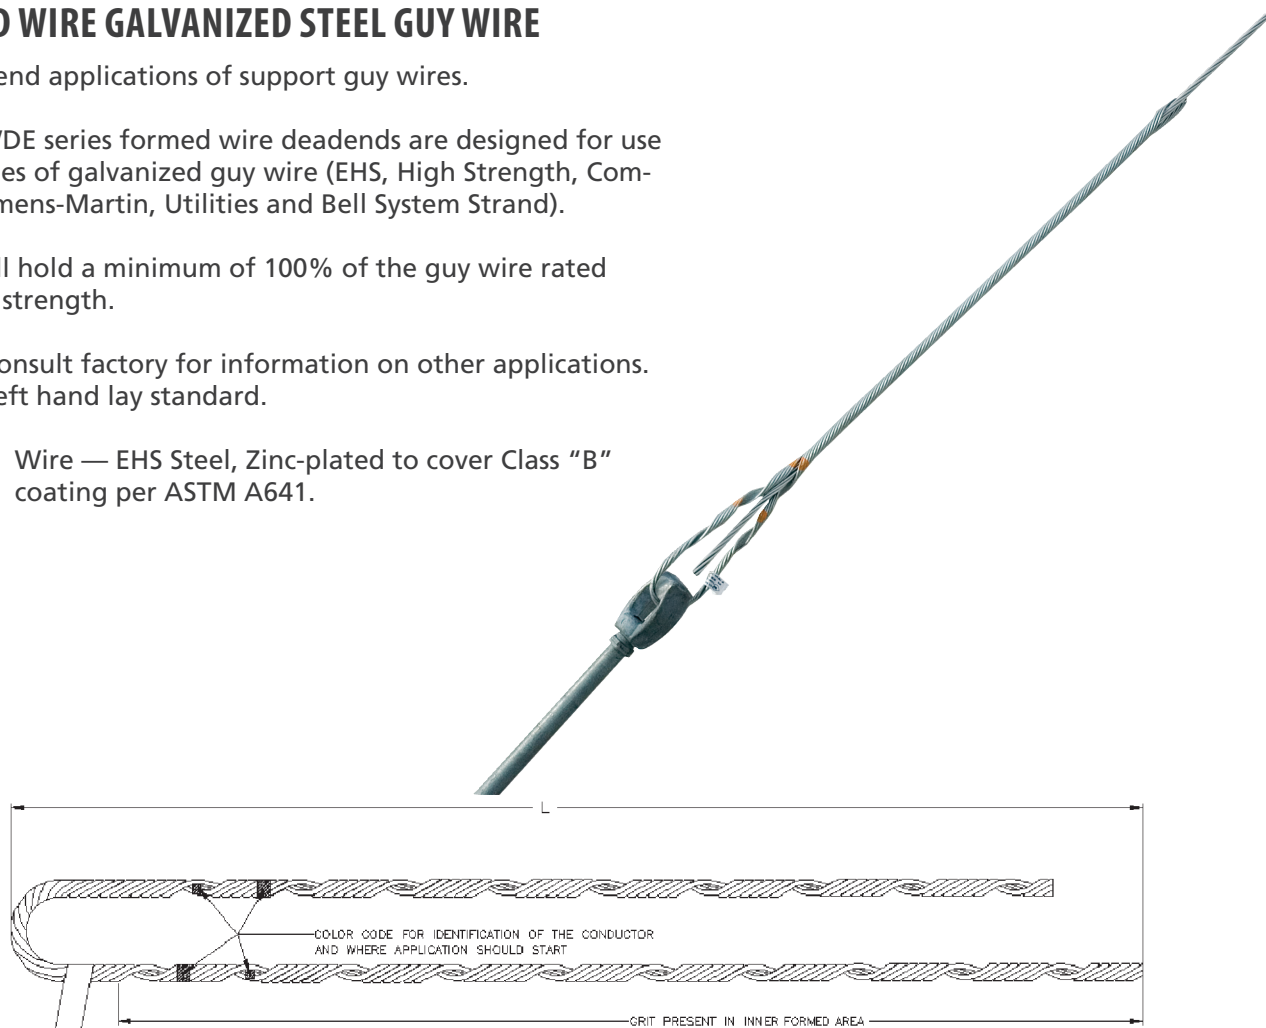 D WIRE GALVANIZED STEEL GUY WIRE
end applications of support guy wires.
/DE series formed wire deadends are designed for use
es of galvanized guy wire (EHS, High Strength, Com-
mens-Martin, Utilities and Bell System Strand).
ll hold a minimum of 100% of the guy wire rated
strength.
onsult factory for information on other applications.
eft hand lay standard.
Wire — EHS Steel, Zinc-plated to cover Class “B”
coating per ASTM A641.
L
COLOR CODE FOR IDENTIFICATION OF THE CONDUCTOR
AND WHERE APPLICATION SHOULD START
GRIT PRESENT IN INNER FORMED AREA